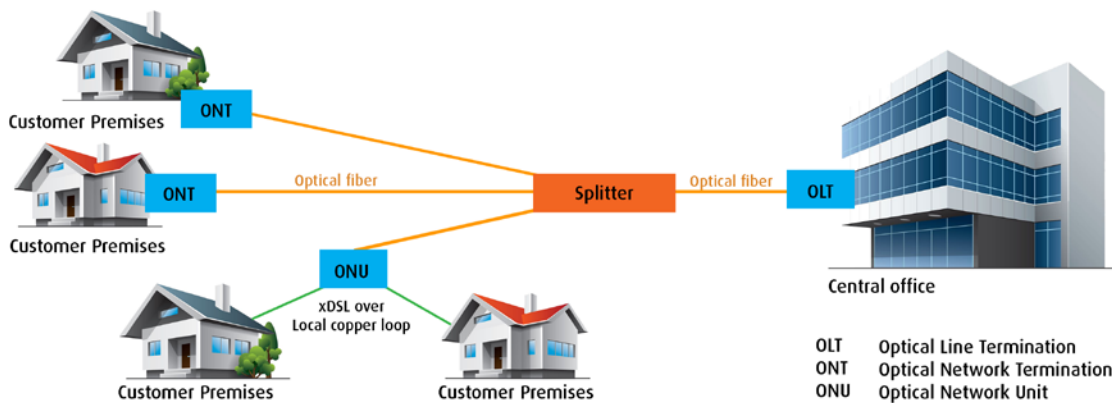 ONT
Customer Premises
ONT
Optical fiber
Splitter
Optical fiber
OLT
Customer Premises
ONU
xDSL over
Local copper loop
Central office
Customer Premises
Customer Premises
OLT Optical Line Termination
ONT Optical Network Termination
ONU Optical Network Unit